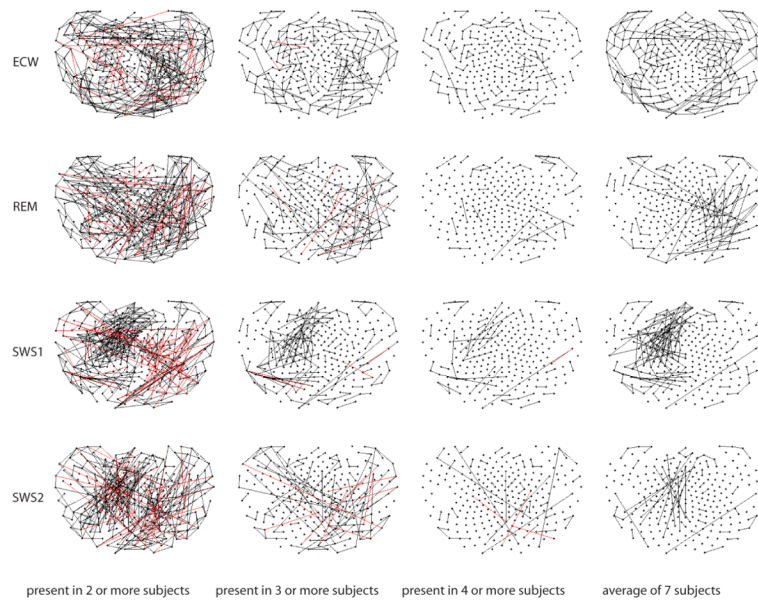 ECW
REM
SWS1
SWS2
present in 2 or more subjects present in 3 or more subjects present in 4 or more subjects average of 7 subjects